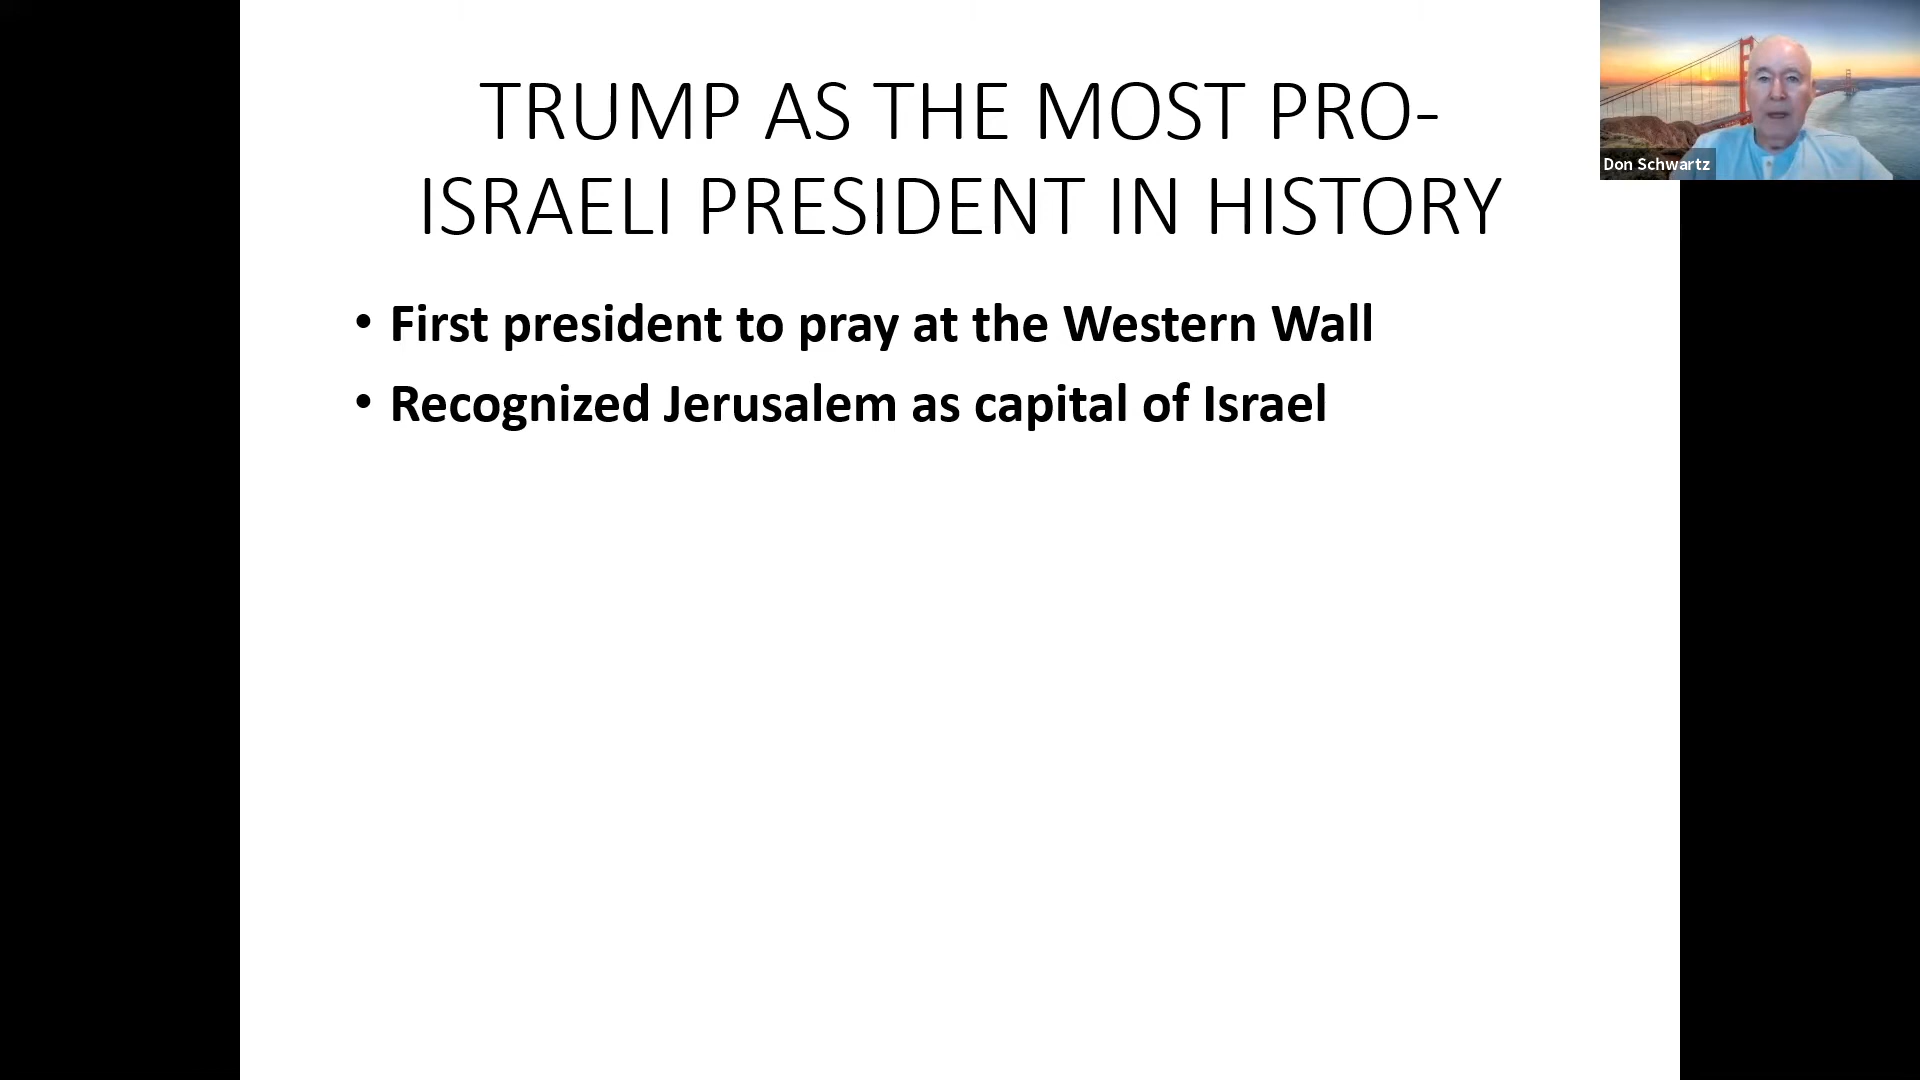 TRUMP AS THE MOST PRO-
ISRAELI PRESIDENT IN HISTORY
• First president to pray at the Western Wall
• Recognized Jerusalem as capital of Israel
Don Schwartz